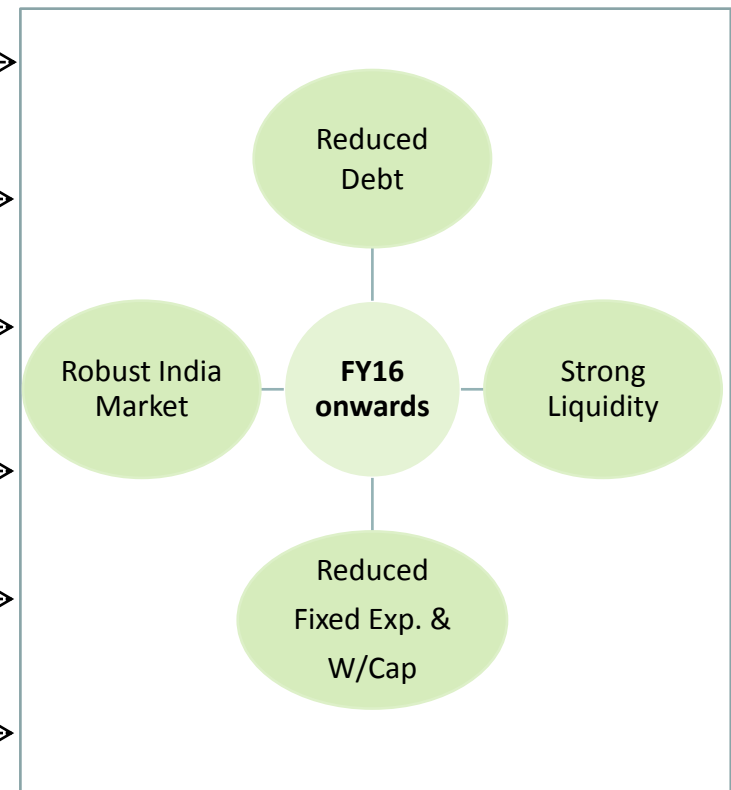 Reduced
Debt
Robust India
Market
FY16
onwards
Strong
Liquidity
Reduced
Fixed Exp. &
W/Cap